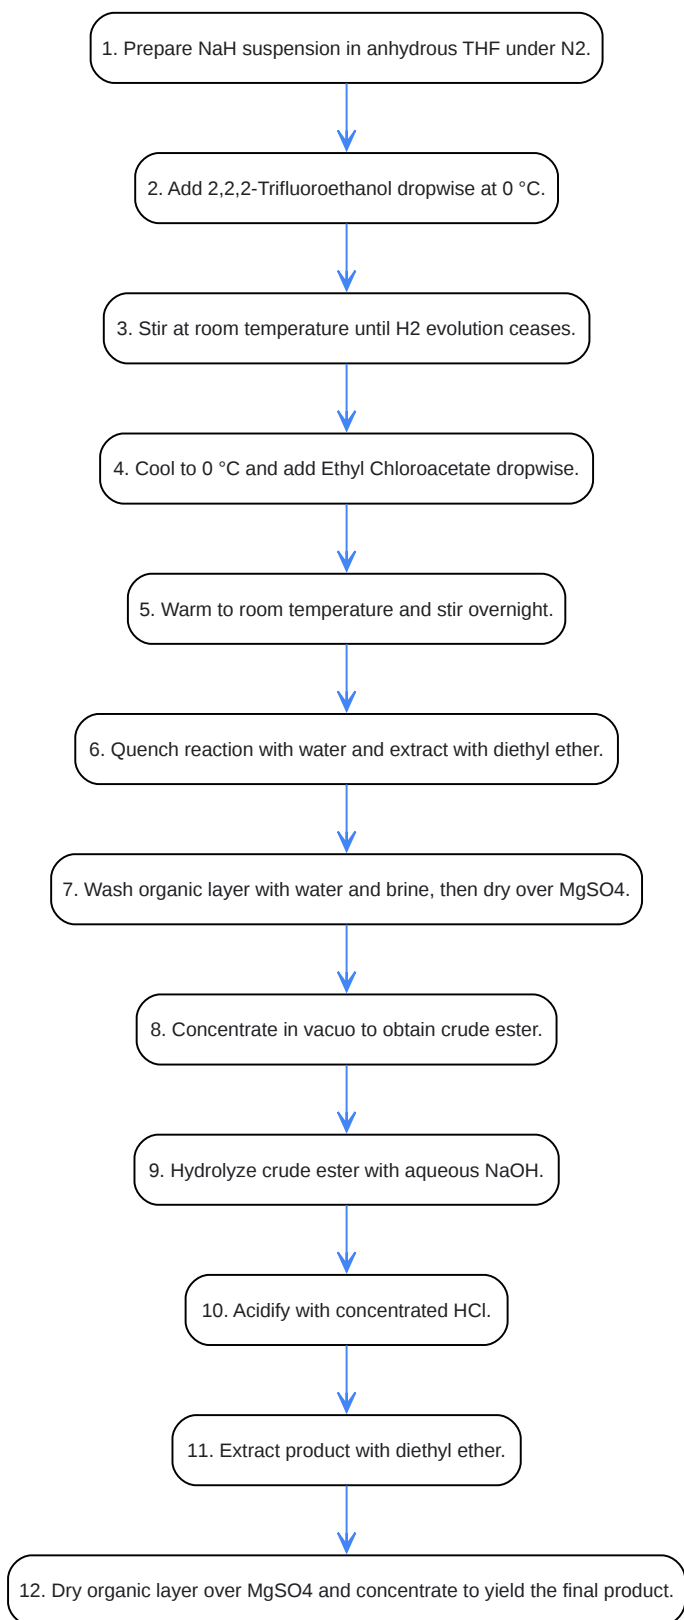 1. Prepare NaH suspension in anhydrous THF under N2.
2. Add 2,2,2-Trifluoroethanol dropwise at 0 °C.
3. Stir at room temperature until H2 evolution ceases.
4. Cool to 0 °C and add Ethyl Chloroacetate dropwise.
5. Warm to room temperature and stir overnight.
6. Quench reaction with water and extract with diethyl ether.
7. Wash organic layer with water and brine, then dry over MgSO4.
8. Concentrate in vacuo to obtain crude ester.
9. Hydrolyze crude ester with aqueous NaOH.
10. Acidify with concentrated HCl.
11. Extract product with diethyl ether.
12. Dry organic layer over MgSO4 and concentrate to yield the final product.